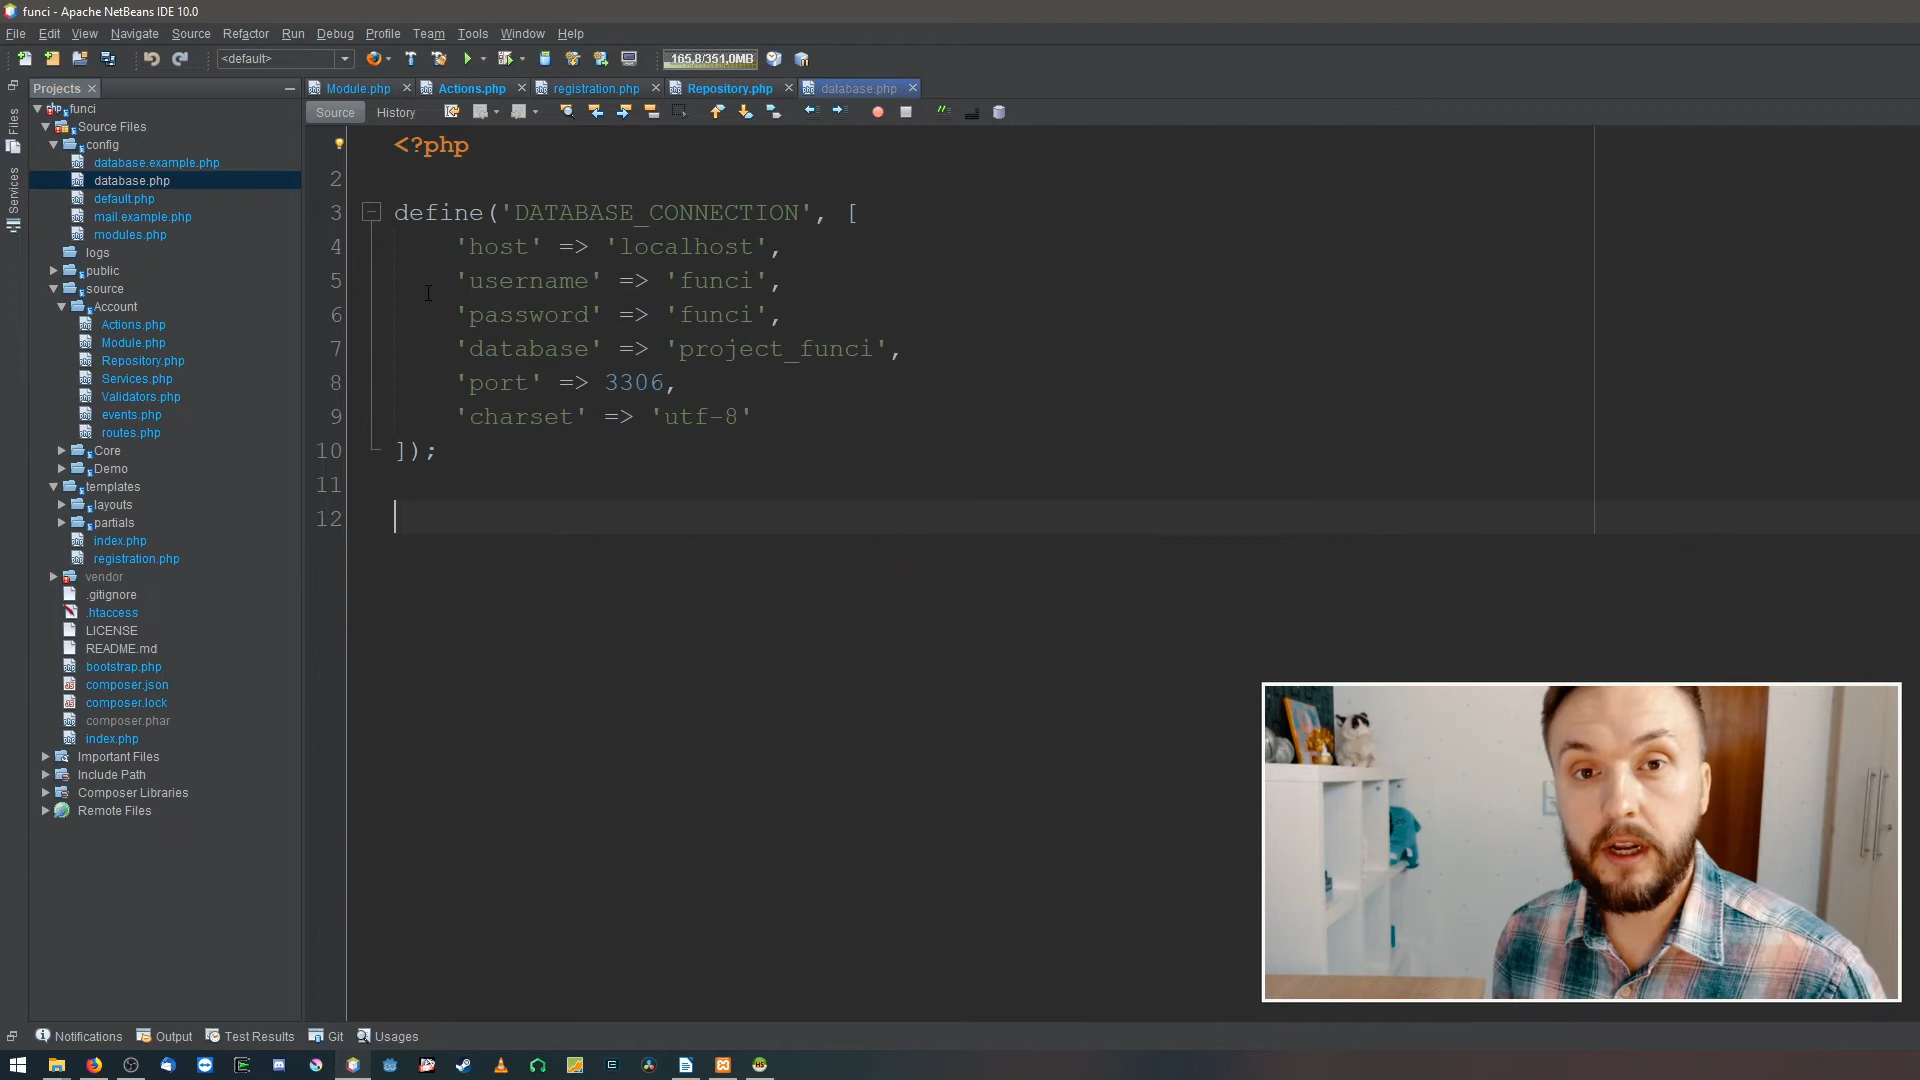 funci - Apache NetBeans IDE 10.0
File Edit View Navigate Source Refactor Run Debug Profile Team Tools Window Help
<default>
165,8/351,0MB
Projects
Module.php Actions.php registration.php Repository.php database.php
Source History
Files
Services
funci
Source Files
config
database.example.php
database.php
default.php
mail.example.php
modules.php
logs
public
source
Account
Actions.php
Module.php
Repository.php
Services.php
Validators.php
events.php
routes.php
Core
Demo
templates
layouts
partials
index.php
registration.php
vendor
.gitignore
.htaccess
LICENSE
README.md
bootstrap.php
composer.json
composer.lock
composer.phar
index.php
Important Files
Include Path
Composer Libraries
Remote Files
<?php
2
3 define('DATABASE_CONNECTION', [
4 'host' => 'localhost',
5 'username' => 'funci',
6 'password' => 'funci',
7 'database' => 'project_funci',
8 'port' => 3306,
9 'charset' => 'utf-8'
10 ]);
11
12
Notifications Output Test Results Git Usages